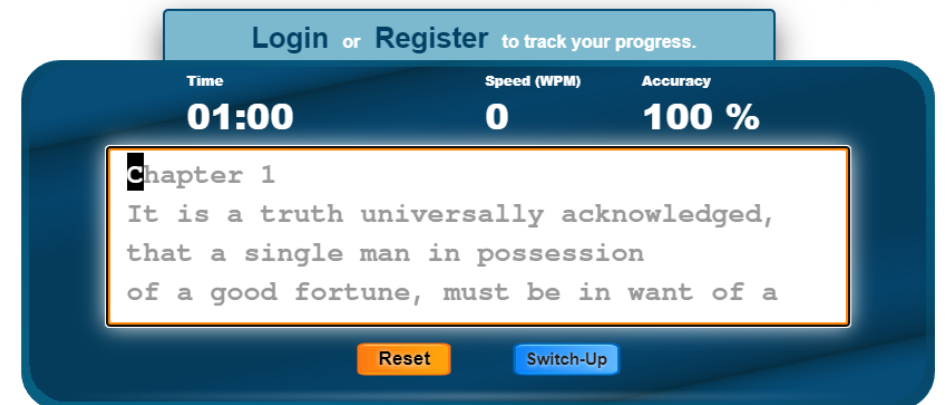 Login or Register to track your progress.
Time Speed (WPM) Accuracy
01:00 0 100 %
Chapter 1
It is a truth universally acknowledged,
that a single man in possession
of a good fortune, must be in want of a
Reset Switch-Up